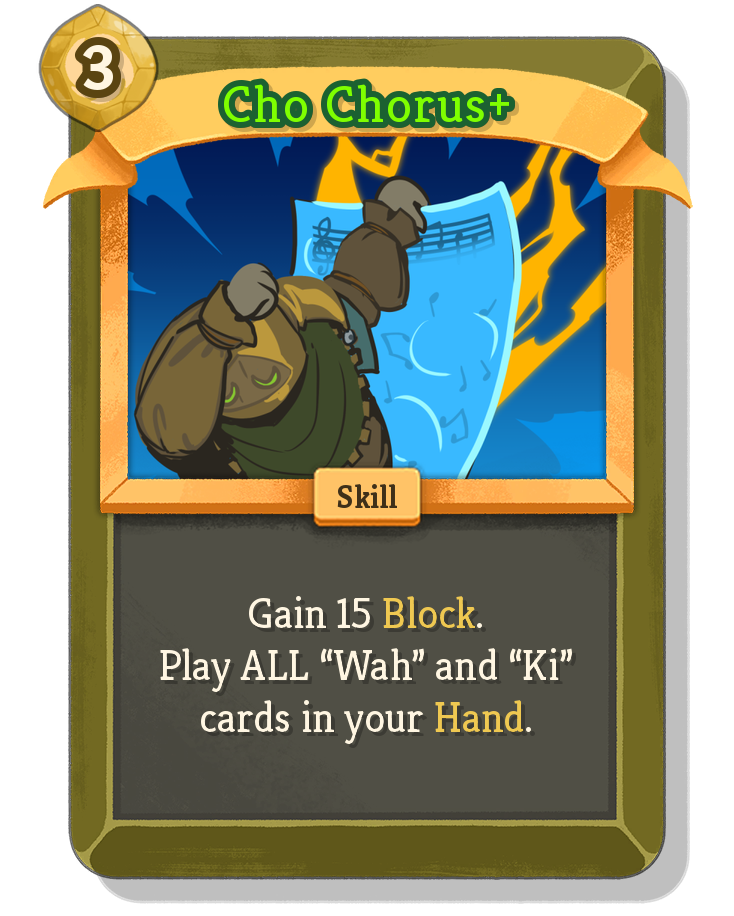 3
Cho Chorus+
Skill
Gain 15 Block.
Play ALL “Wah” and “Ki”
cards in your Hand.